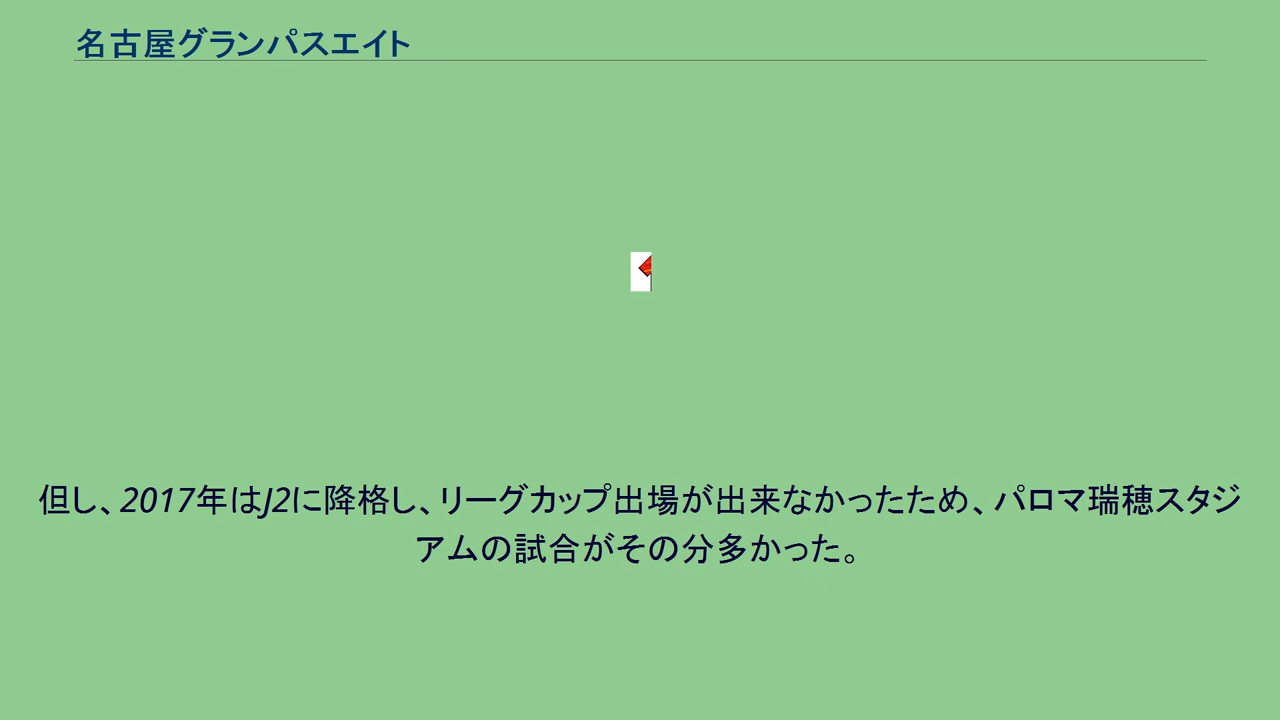 名古屋グランパスエイト
但し、2017年はJ2に降格し、リーグカップ出場が出来なかったため、パロマ瑞穂スタジ
アムの試合がその分多かった。